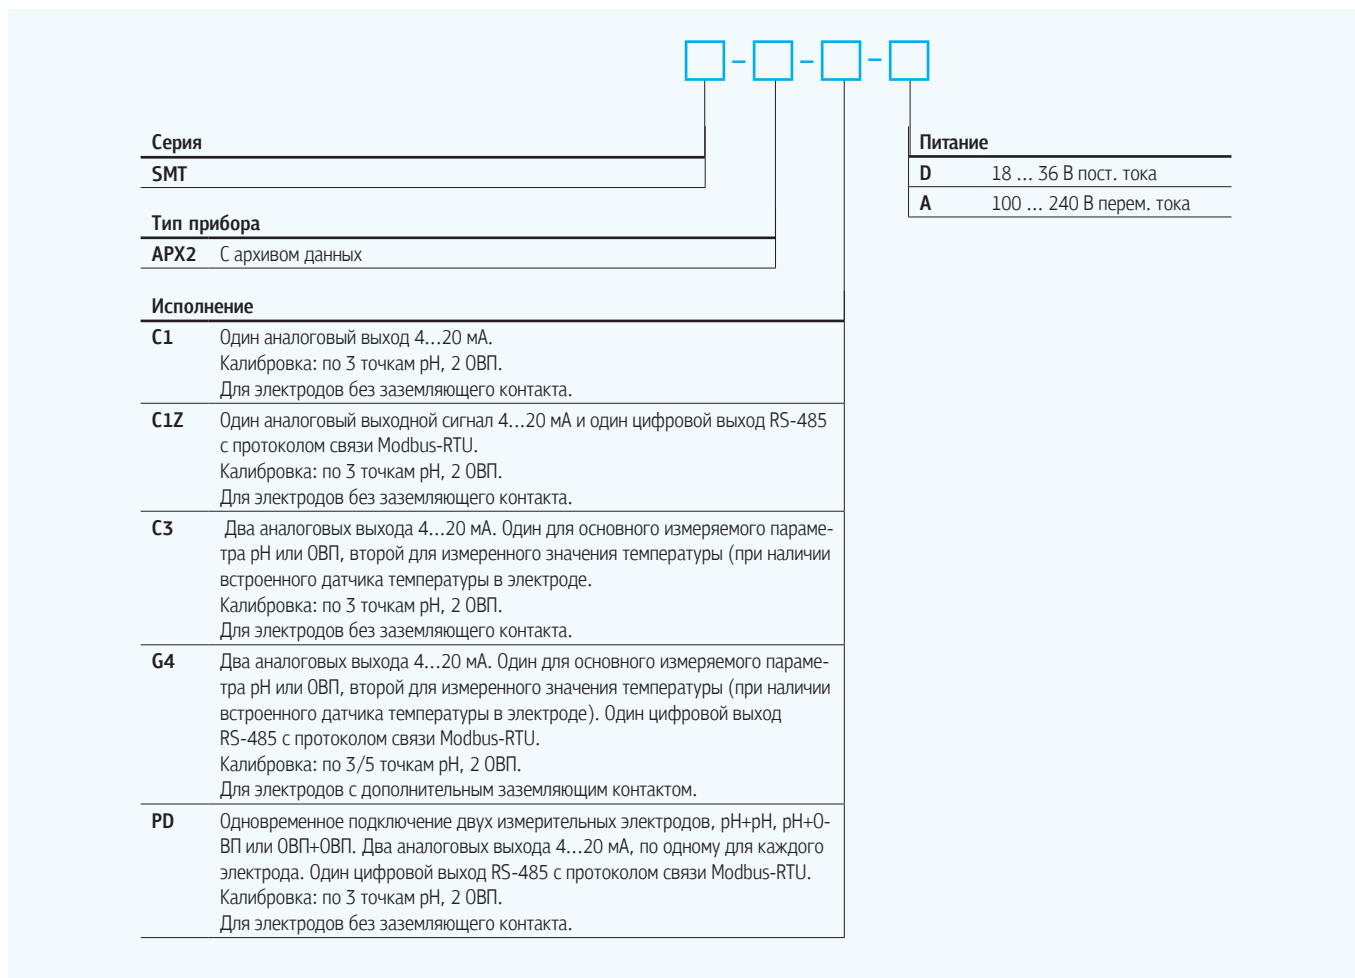 Серия
SMT
Тип прибора
APX2 С архивом данных
Исполнение
C1 Один аналоговый выход 4...20 мА.
Калибровка: по 3 точкам pH, 2 ОВП.
Для электродов без заземляющего контакта.
C1Z Один аналоговый выходной сигнал 4...20 мА и один цифровой выход RS-485
с протоколом связи Modbus-RTU.
Калибровка: по 3 точкам pH, 2 ОВП.
Для электродов без заземляющего контакта.
C3 Два аналоговых выхода 4...20 мА. Один для основного измеряемого параме-
тра pH или ОВП, второй для измеренного значения температуры (при наличии
встроенного датчика температуры в электроде.
Калибровка: по 3 точкам pH, 2 ОВП.
Для электродов без заземляющего контакта.
G4 Два аналоговых выхода 4...20 мА. Один для основного измеряемого параме-
тра pH или ОВП, второй для измеренного значения температуры (при наличии
встроенного датчика температуры в электроде). Один цифровой выход
RS-485 с протоколом связи Modbus-RTU.
Калибровка: по 3/5 точкам pH, 2 ОВП.
Для электродов с дополнительным заземляющим контактом.
PD Одновременное подключение двух измерительных электродов, pH+pH, pH+О-
ВП или ОВП+ОВП. Два аналоговых выхода 4...20 мА, по одному для каждого
электрода. Один цифровой выход RS-485 с протоколом связи Modbus-RTU.
Калибровка: по 3 точкам pH, 2 ОВП.
Для электродов без заземляющего контакта.
Питание
D 18 ... 36 В пост. тока
A 100 ... 240 В перем. тока